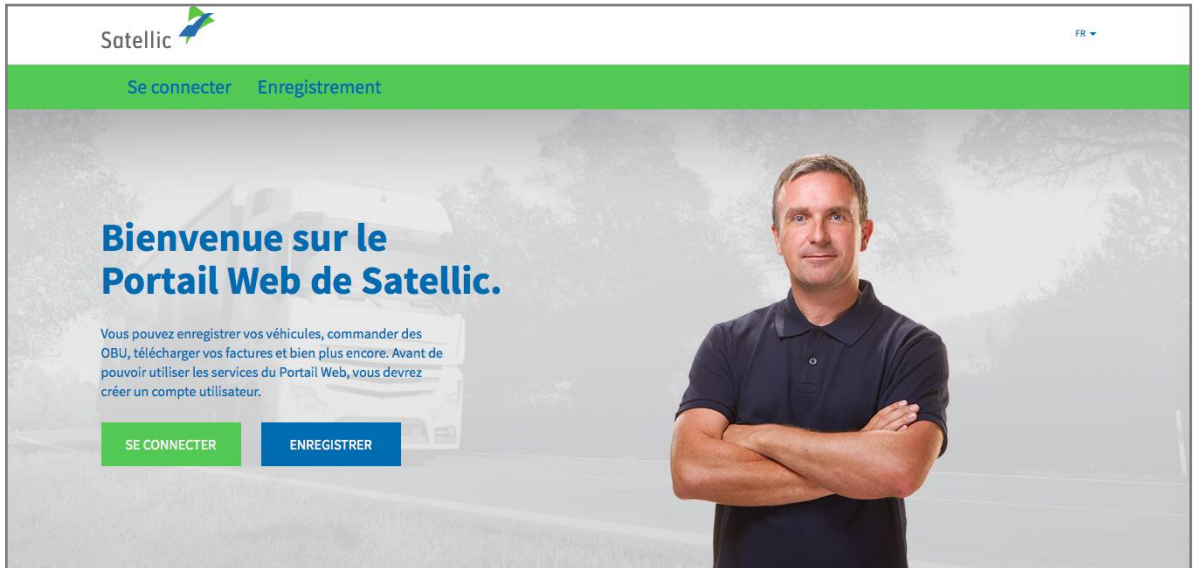 Satellic
FR
Se connecter Enregistrement
Bienvenue sur le
Portail Web de Satellic.
Vous pouvez enregistrer vos véhicules, commander des
OBU, télécharger vos factures et bien plus encore. Avant de
pouvoir utiliser les services du Portail Web, vous devrez
créer un compte utilisateur.
SE CONNECTER ENREGISTRER